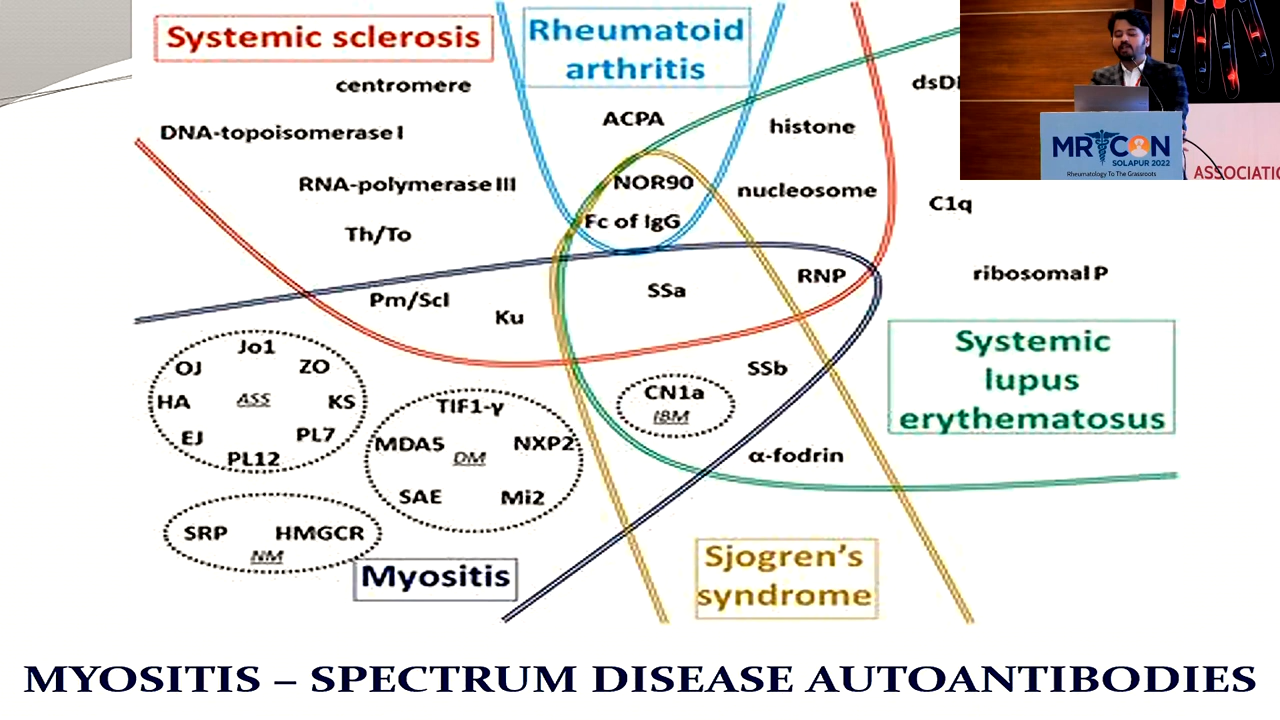 Systemic sclerosis
Rheumatoid
arthritis
centromere
DNA-topoisomerase I
RNA-polymerase III
Th/To
ACPA
NOR90
Fc of IgG
histone
nucleosome
C1q
ribosomal P
RNP
SSa
Pm/Scl
Ku
Systemic
lupus
erythematosus
SSb
CN1a
IBM
α-fodrin
Jo1
OJ
ZO
HA
ASS
KS
EJ
PL7
PL12
TIF1-γ
MDA5
NXP2
DM
SAE
Mi2
SRP
HMGCR
NM
Myositis
Sjogren's
syndrome
MYOSITIS – SPECTRUM DISEASE AUTOANTIBODIES
MRCON
SOLAPUR 2022
Rheumatology To The Grassroots